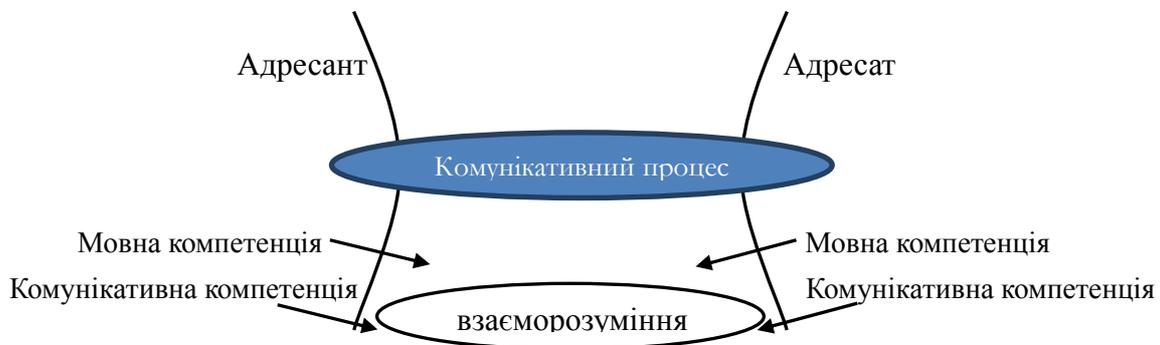 Адресант
Адресат
Комунікативний процес
Мовна компетенція
Мовна компетенція
Комунікативна компетенція
Комунікативна компетенція
взаєморозуміння